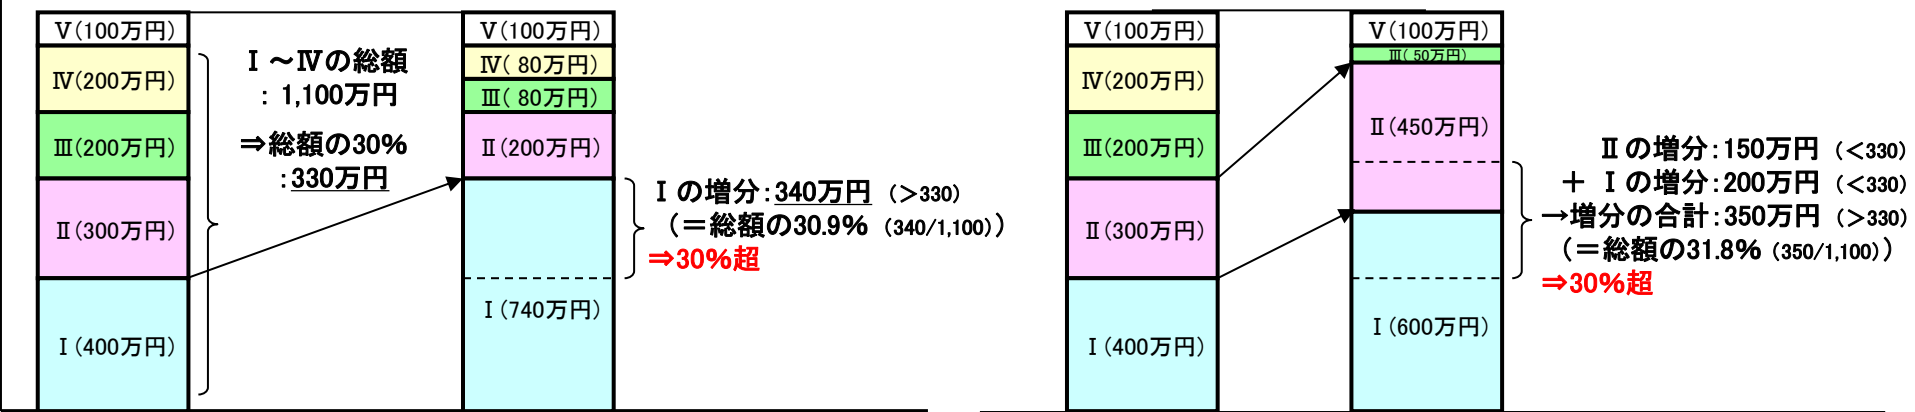 Ⅴ(100万円)
Ⅳ(200万円)
Ⅲ(200万円)
Ⅱ(300万円)
Ⅰ(400万円)
Ⅰ~Ⅳの総額
: 1,100万円
⇒総額の30%
:330万円
Ⅴ(100万円)
Ⅳ( 80万円)
Ⅲ( 80万円)
Ⅱ(200万円)
Ⅰ(740万円)
Ⅰの増分:340万円 (>330)
(=総額の30.9% (340/1,100))
⇒30%超
Ⅴ(100万円)
Ⅳ(200万円)
Ⅲ(200万円)
Ⅱ(300万円)
Ⅰ(400万円)
Ⅴ(100万円)
Ⅲ( 50万円)
Ⅱ(450万円)
Ⅰ(600万円)
Ⅱの増分:150万円 (<330)
+ Ⅰの増分:200万円 (<330)
→増分の合計:350万円 (>330)
(=総額の31.8% (350/1,100))
⇒30%超